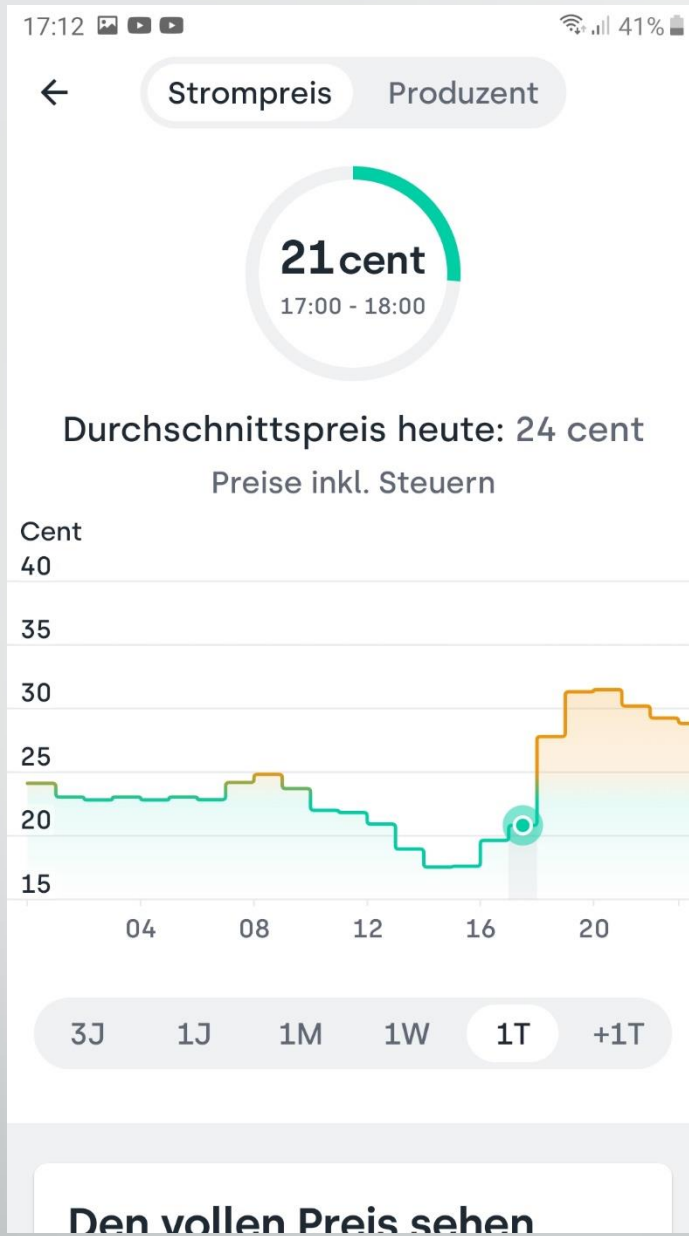 17:12 41%
Strompreis Produzent
21 cent
17:00 - 18:00
Durchschnittspreis heute: 24 cent
Preise inkl. Steuern
Cent
40
35
30
25
20
15
04 08 12 16 20
3J 1J 1M 1W 1T +1T
Den vollen Preis sehen